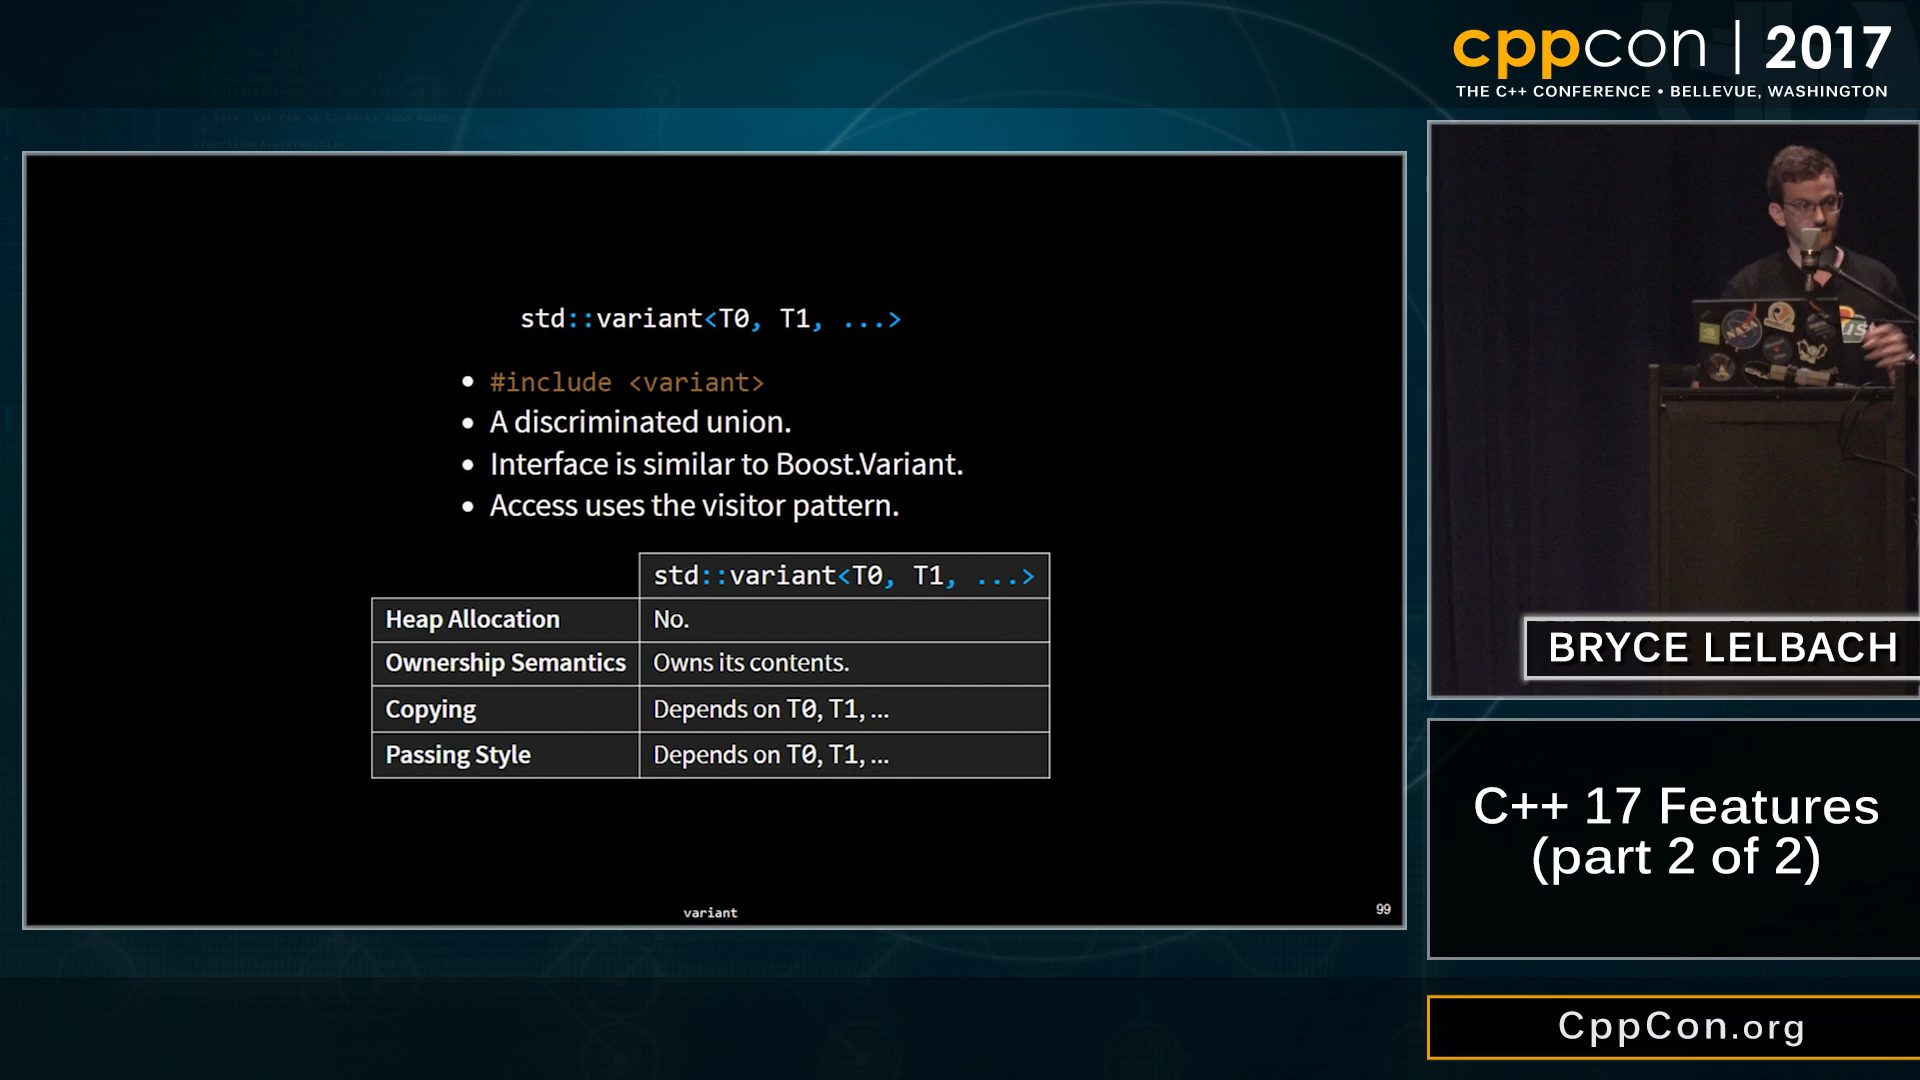 cppcon | 2017
THE C++ CONFERENCE • BELLEVUE, WASHINGTON
std::variant<T0, T1, ...>
• #include <variant>
• A discriminated union.
• Interface is similar to Boost.Variant.
• Access uses the visitor pattern.
std::variant<T0, T1, ...>
Heap Allocation No.
Ownership Semantics Owns its contents.
Copying Depends on T0, T1, ...
Passing Style Depends on T0, T1, ...
variant
99
NASA
BRYCE LELBACH
C++ 17 Features
(part 2 of 2)
CppCon.org